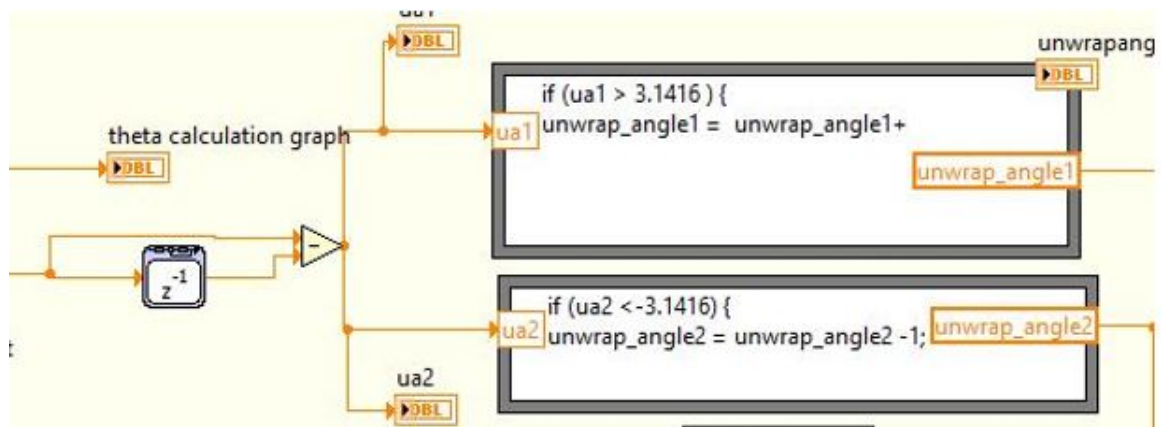 DBL
unwrapang
DBL
if (ua1 > 3.1416 ) {
ua1
unwrap_angle1 = unwrap_angle1+
theta calculation graph
DBL
unwrap_angle1
-
z-1
if (ua2 <-3.1416) {
ua2
unwrap_angle2 = unwrap_angle2 -1;
unwrap_angle2
ua2
DBL